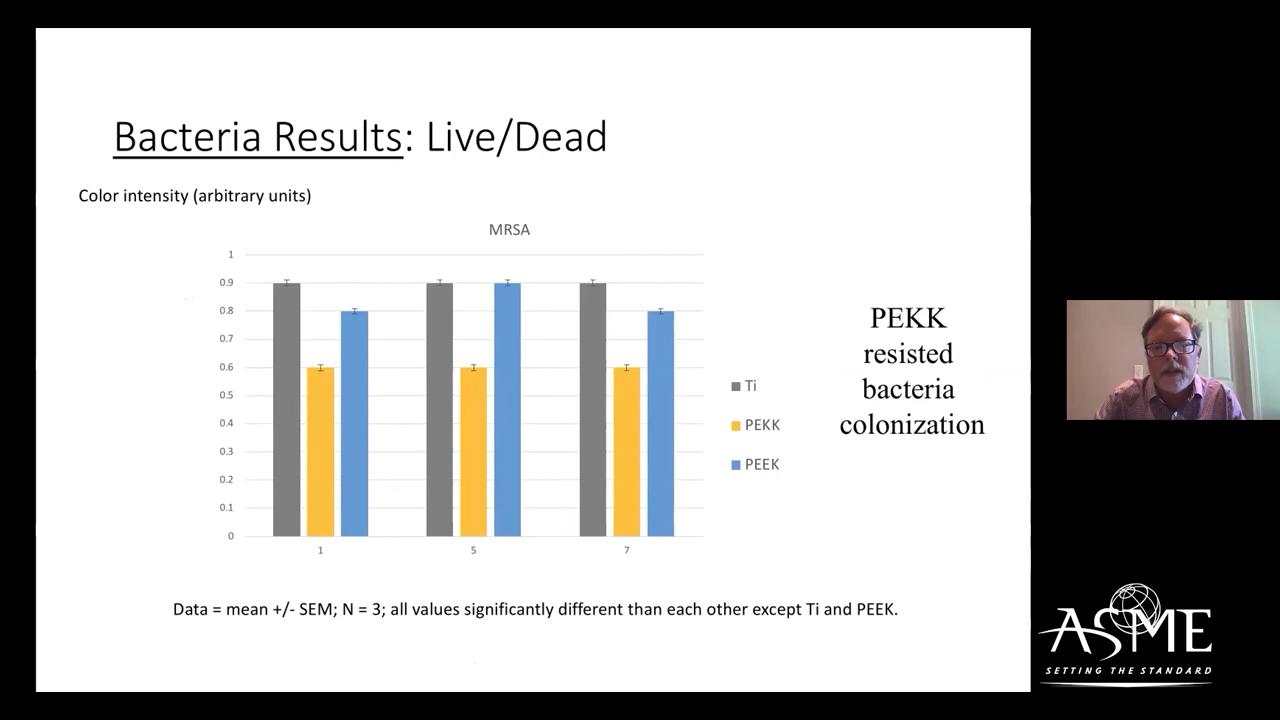 Bacteria Results: Live/Dead
Color intensity (arbitrary units)
MRSA
1
0.9
0.8
0.7
0.6
0.5
0.4
0.3
0.2
0.1
0
1 5 7
Ti
PEKK
PEEK
PEKK
resisted
bacteria
colonization
Data = mean +/- SEM; N = 3; all values significantly different than each other except Ti and PEEK.
ASME
SETTING THE STANDARD